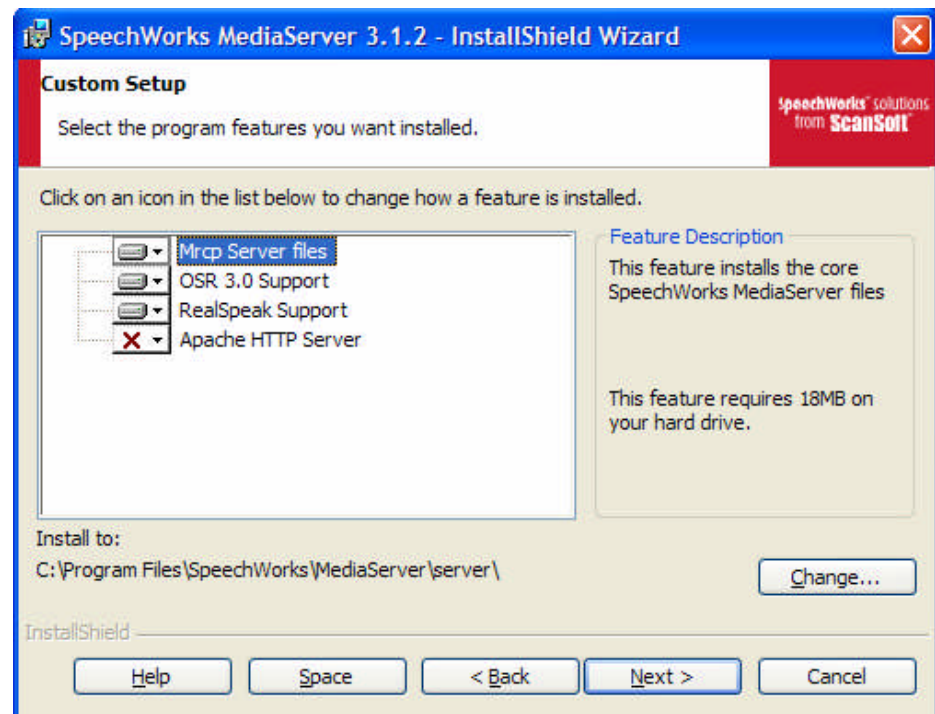 SpeechWorks MediaServer 3.1.2 - InstallShield Wizard
Custom Setup
Select the program features you want installed.
SpeechWorks™ solutions
from ScanSoft™
Click on an icon in the list below to change how a feature is installed.
Mrcp Server files
OSR 3.0 Support
RealSpeak Support
Apache HTTP Server
Feature Description
This feature installs the core
SpeechWorks MediaServer files
This feature requires 18MB on
your hard drive.
Install to:
C:\Program Files\SpeechWorks\MediaServer\server\
Change...
InstallShield
Help
Space
< Back
Next >
Cancel